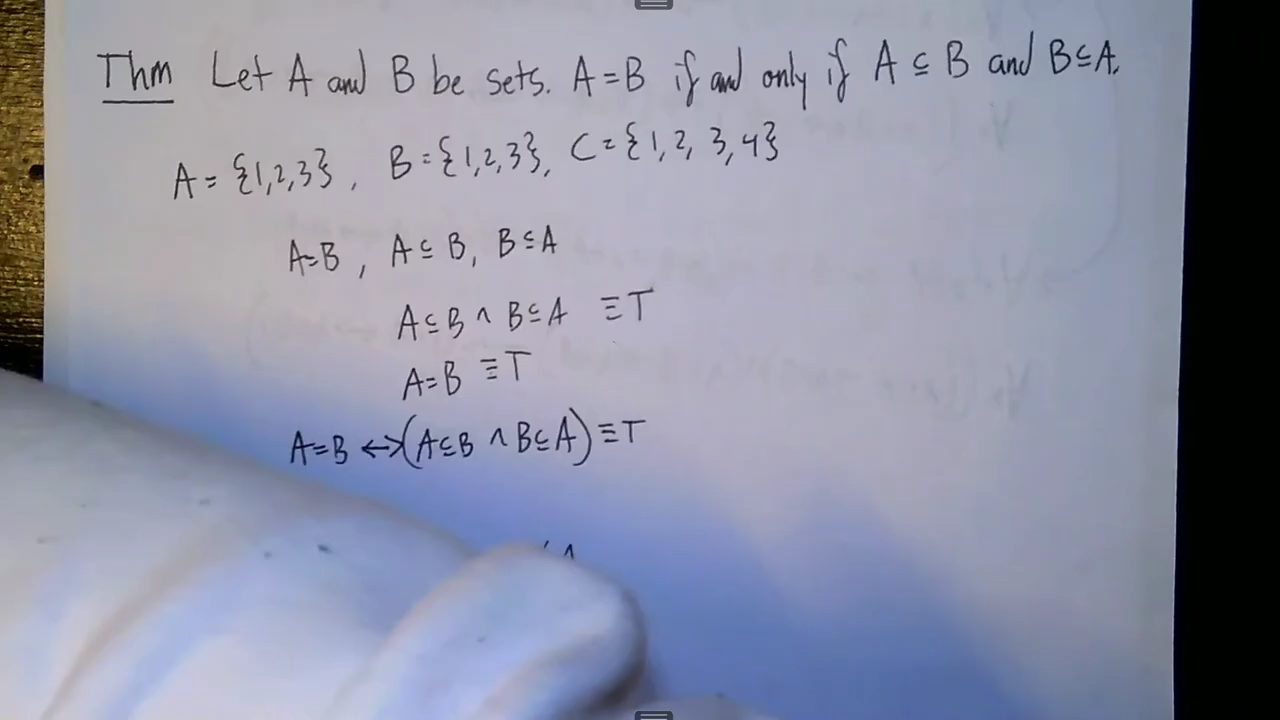 Thm Let A and B be sets. A = B if and only if A ⊆ B and B ⊆ A.
A = {1,2,3}, B = {1,2,3}, C = {1, 2, 3, 4}
A=B, A ⊆ B, B ⊆ A
A ⊆ B ∧ B ⊆ A ≡ T
A=B ≡ T
A=B ↔ (A ⊆ B ∧ B ⊆ A) ≡ T